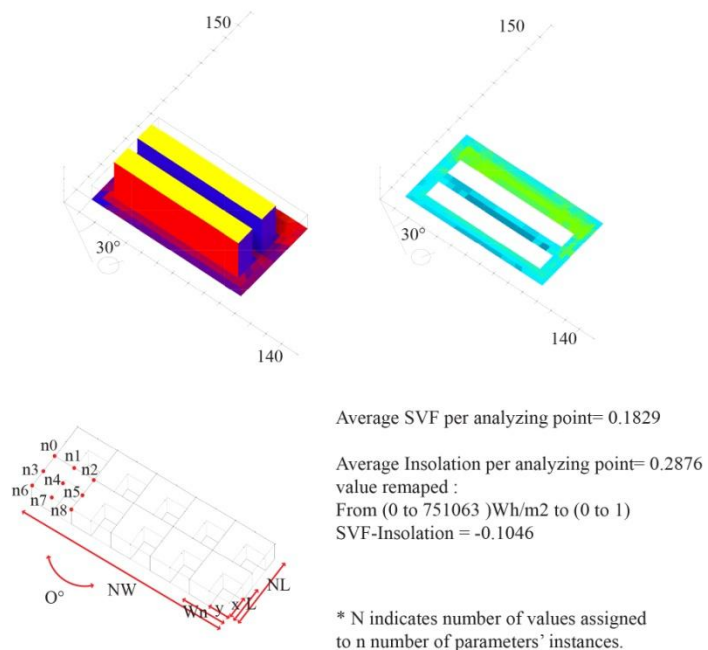 150
150
30°
30°
140
140
n0
n1
n3
n2
n4
n6
n5
n7
n8
NW
NL
O°
Wn y x L
Average SVF per analyzing point= 0.1829
Average Insolation per analyzing point= 0.2876
value remaped :
From (0 to 751063 )Wh/m2 to (0 to 1)
SVF-Insolation = -0.1046
* N indicates number of values assigned
to n number of parameters' instances.